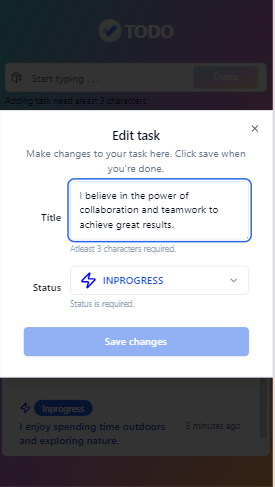 TODO
Start typing . . .
Create
Adding task need atleast 3 characters.
Edit task
Make changes to your task here. Click save when
you're done.
Title
I believe in the power of
collaboration and teamwork to
achieve great results.
Atleast 3 characters required.
Status
INPROGRESS
Status is required.
Save changes
Inprogress
I enjoy spending time outdoors
and exploring nature.
3 minutes ago